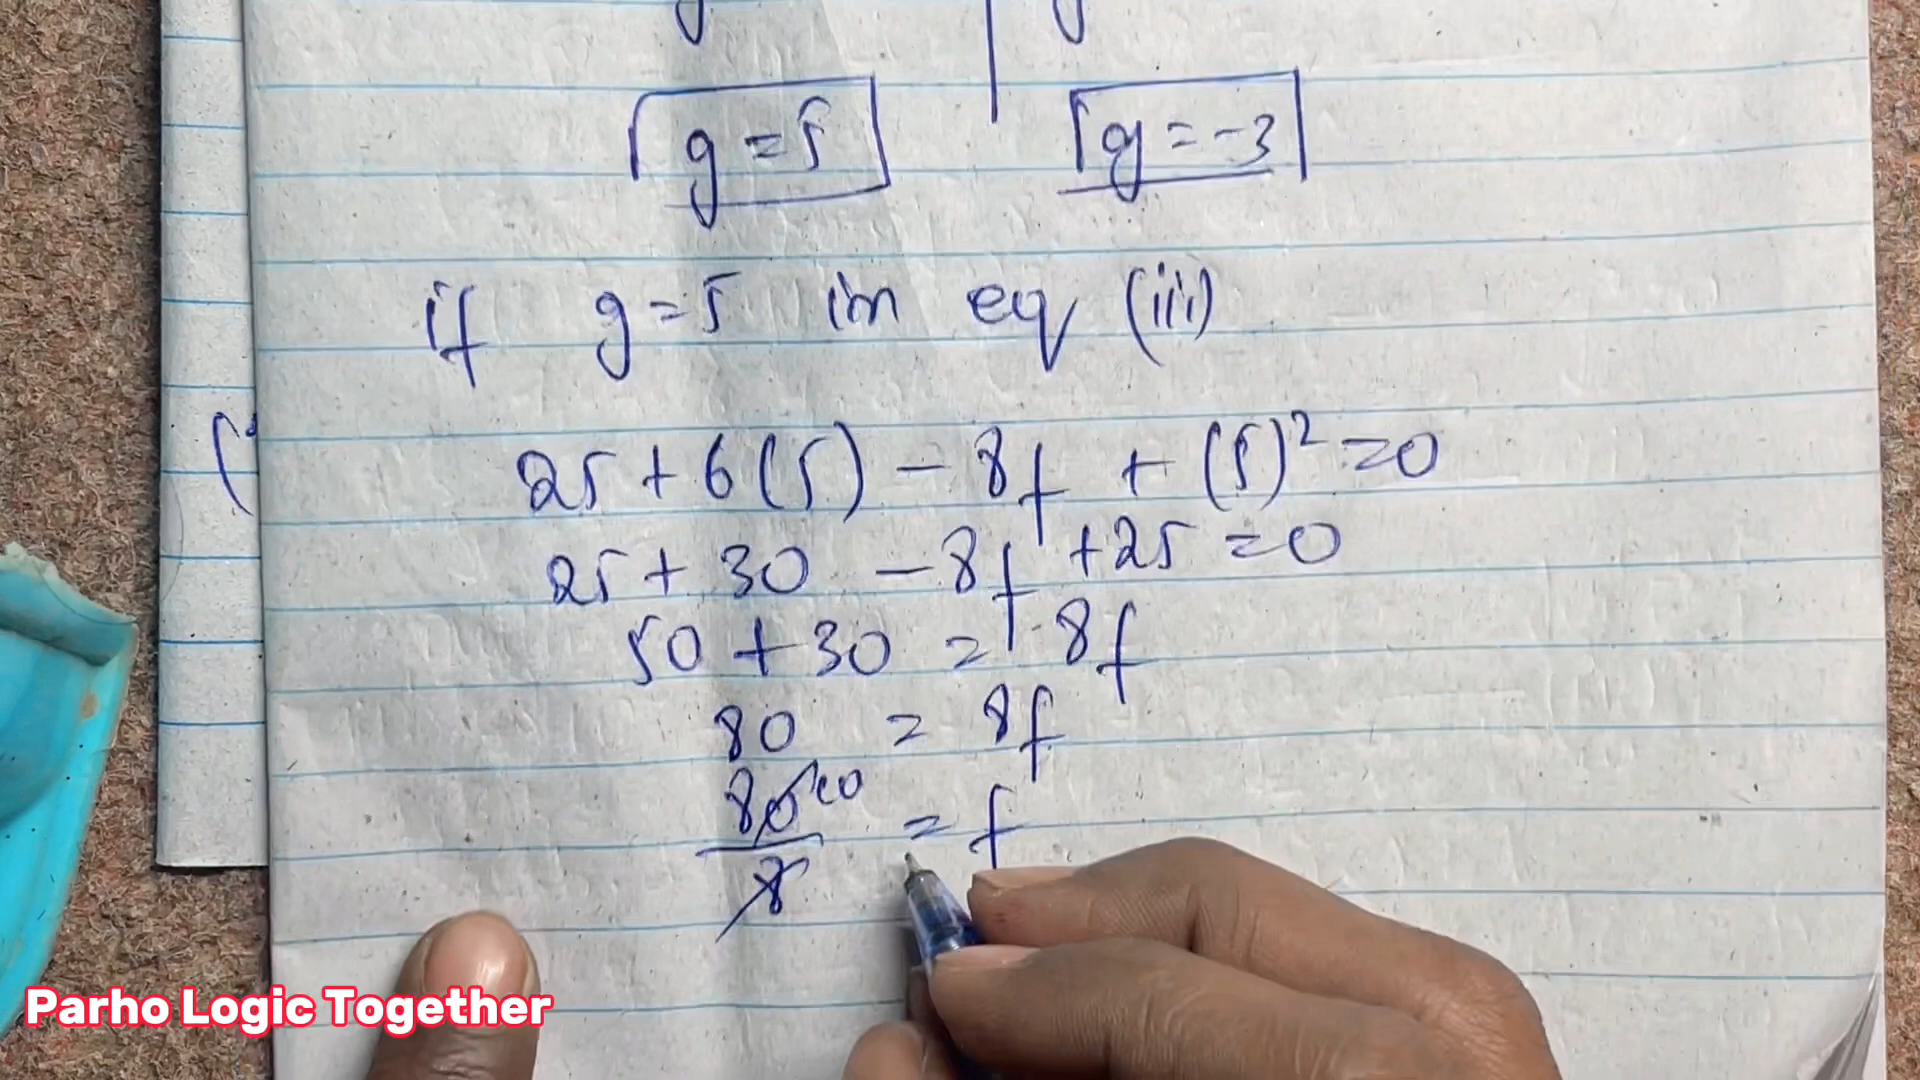 g = 5 g = -3
if g = 5 in eq (iii)
25 + 6(5) - 8f + (5)² = 0
25 + 30 - 8f + 25 = 0
50 + 30 = 8f
80 = 8f
80 10 = f
8
Parho Logic Together